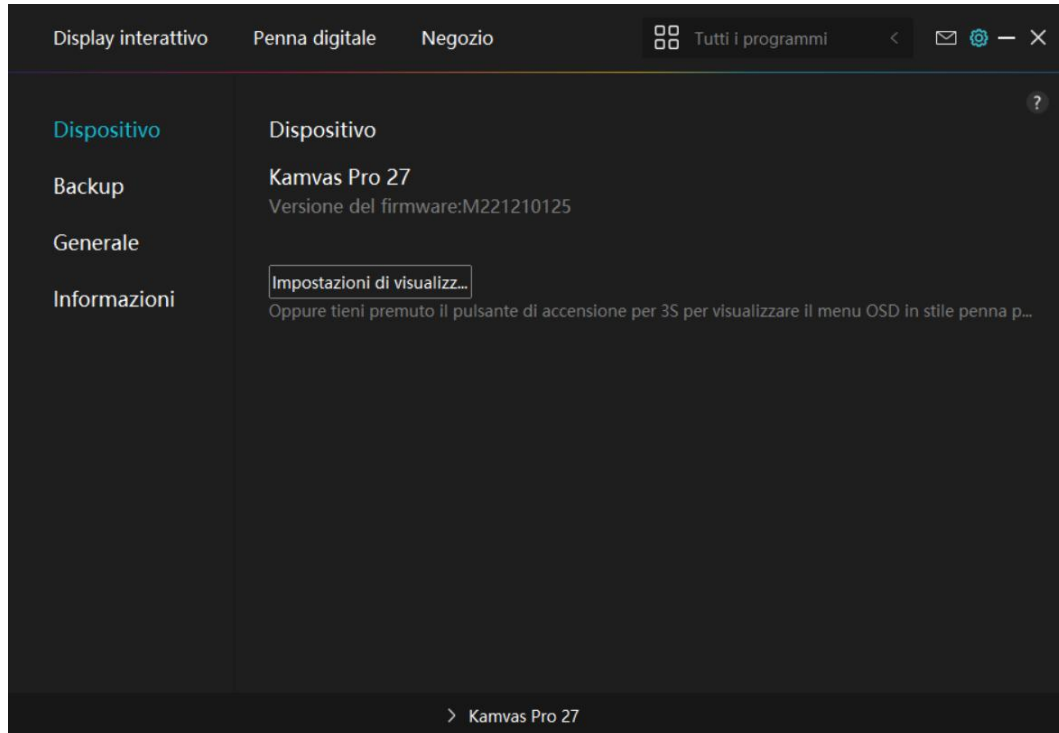 Display interattivo Penna digitale Negozio Tutti i programmi
?
Dispositivo
Backup
Generale
Informazioni
Dispositivo
Kamvas Pro 27
Versione del firmware:M221210125
Impostazioni di visualizz...
Oppure tieni premuto il pulsante di accensione per 3S per visualizzare il menu OSD in stile penna p...
Kamvas Pro 27